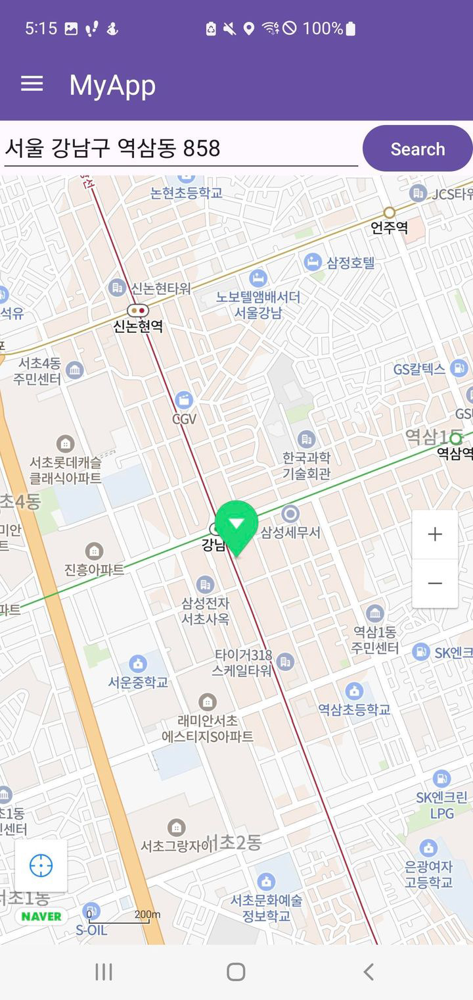 5:15
100%
MyApp
서울 강남구 역삼동 858
Search
논현초등학교
JCS타워
언주역
삼정호텔
신논현타워
노보텔앰배서더
서울강남
석유
신논현역
서초4동
주민센터
GS칼텍스
CGV
GS
역삼1동
역삼역
한국과학
기술회관
서초롯데캐슬
클래식아파트
초4동
미안
트
삼성세무서
강남
진흥아파트
파트
삼성전자
서초사옥
역삼1동
주민센터
타이거318
스케일타워
SK엔크
서운중학교
역삼초등학교
래미안서초
에스티지S아파트
SK엔크린
LPG
초1동
민센터
서초그랑자이
서초2동
은광여자
고등학교
서초문화예술
정보학교
서초1동
NAVER
0 200m
S-OIL